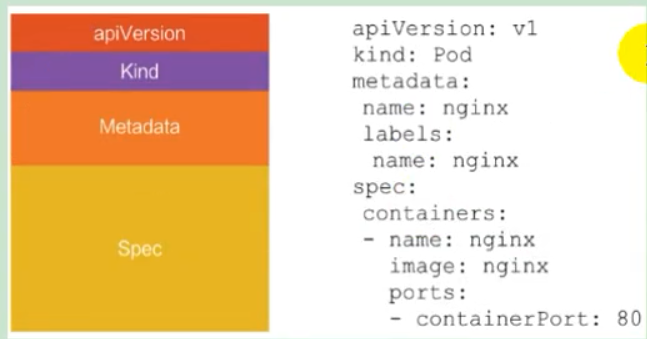 apiVersion
Kind
Metadata
Spec
apiVersion: v1
kind: Pod
metadata:
 name: nginx
 labels:
  name: nginx
spec:
 containers:
 - name: nginx
   image: nginx
   ports:
   - containerPort: 80